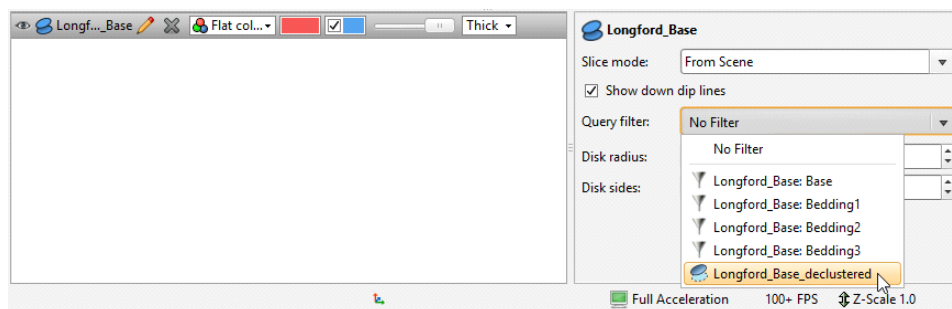 Longf..._Base
Flat col...
Thick
Longford_Base
Slice mode:
From Scene
Show down dip lines
Query filter:
No Filter
No Filter
Disk radius:
Longford_Base: Base
Disk sides:
Longford_Base: Bedding1
Longford_Base: Bedding2
Longford_Base: Bedding3
Longford_Base_declustered
Full Acceleration
100+ FPS
Z-Scale 1.0